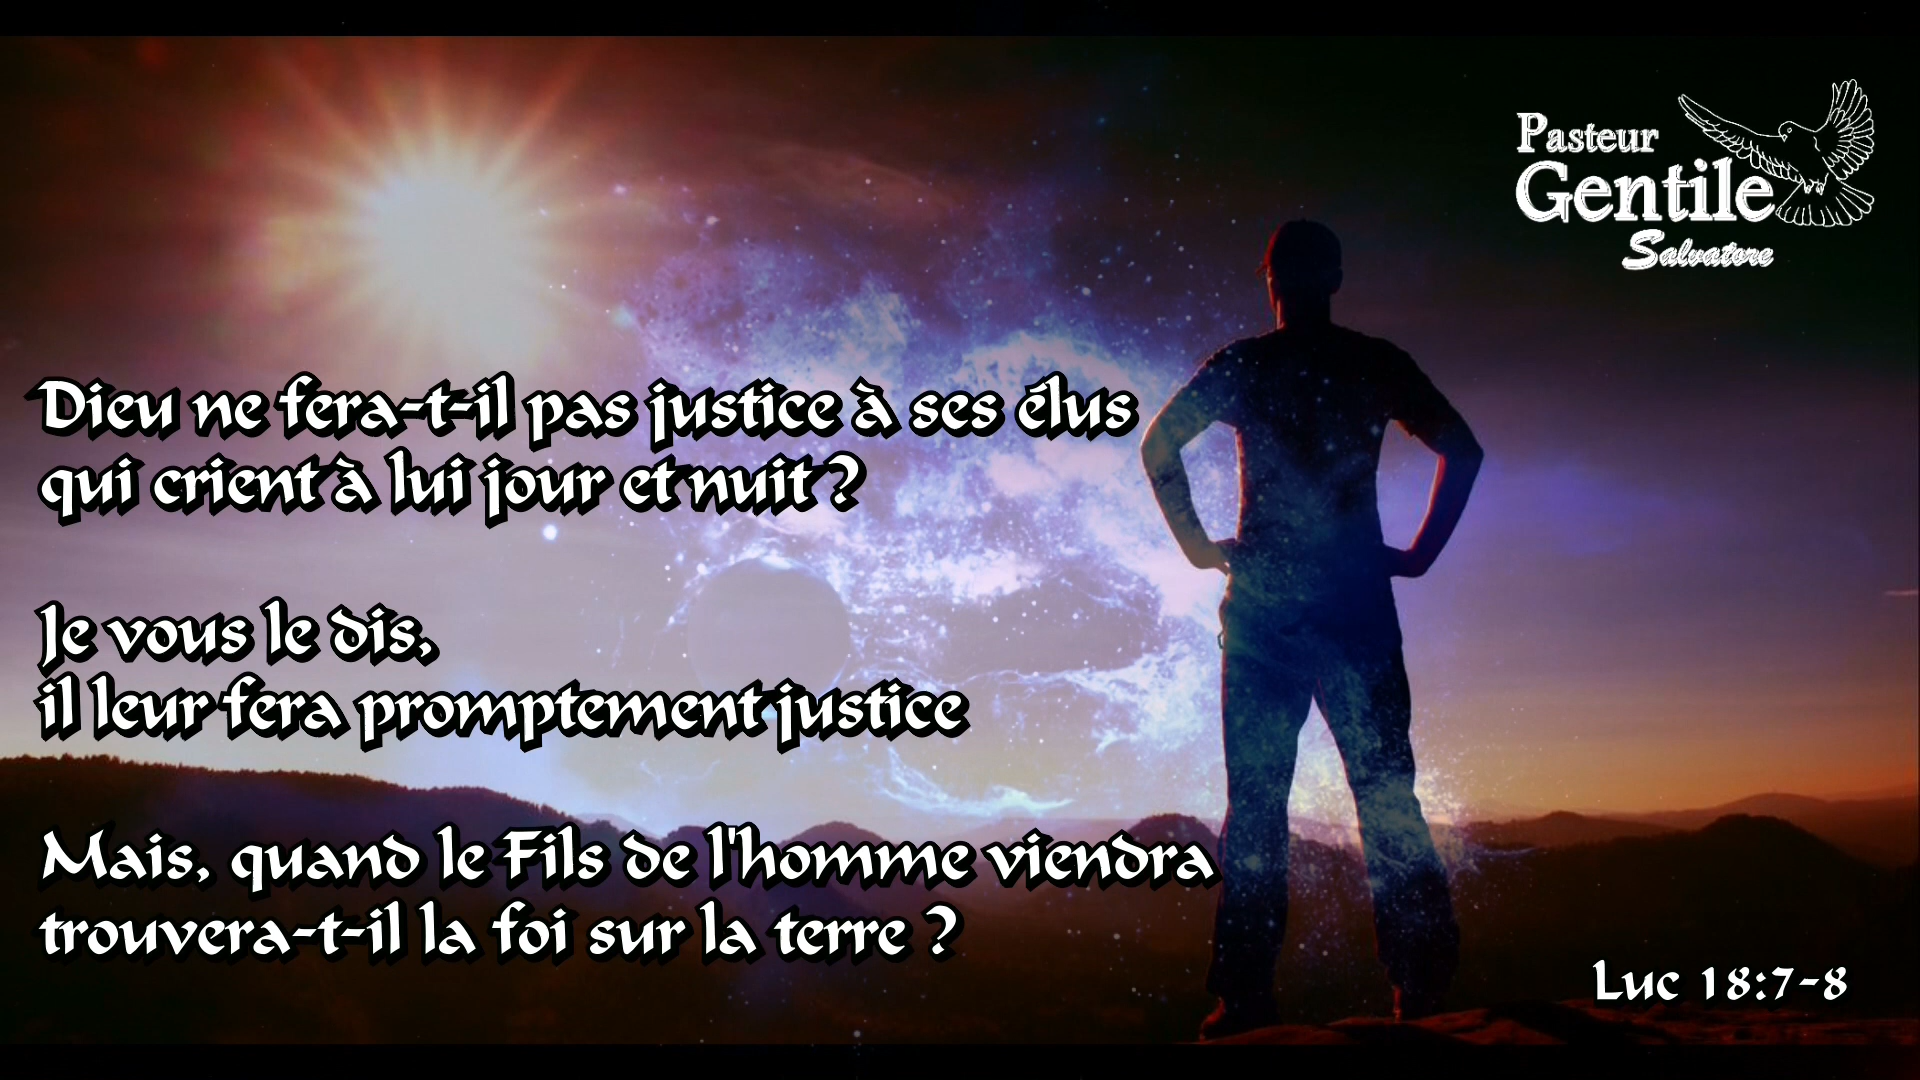 Pasteur
Gentile
Salvatore
Dieu ne fera-t-il pas justice à ses élus
qui crient à lui jour et nuit ?
Je vous le dis,
il leur fera promptement justice
Mais, quand le Fils de l'homme viendra
trouvera-t-il la foi sur la terre ?
Luc 18:7-8